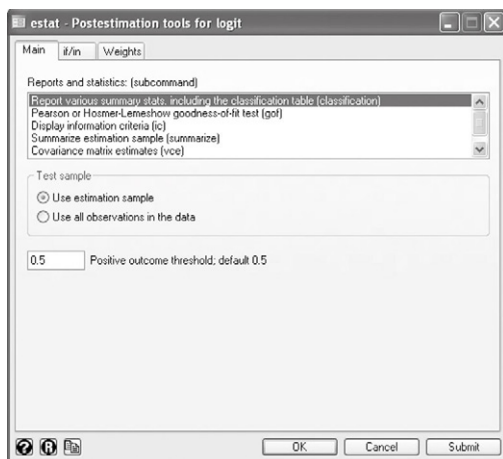 estat - Postestimation tools for logit
Main if/in Weights
Reports and statistics: (subcommand)
Report various summary stats. including the classification table (classification)
Pearson or Hosmer-Lemeshow goodness-of-fit test (gof)
Display information criteria (ic)
Summarize estimation sample (summarize)
Covariance matrix estimates (vce)
Test sample
Use estimation sample
Use all observations in the data
0.5 Positive outcome threshold; default 0.5
? R OK Cancel Submit